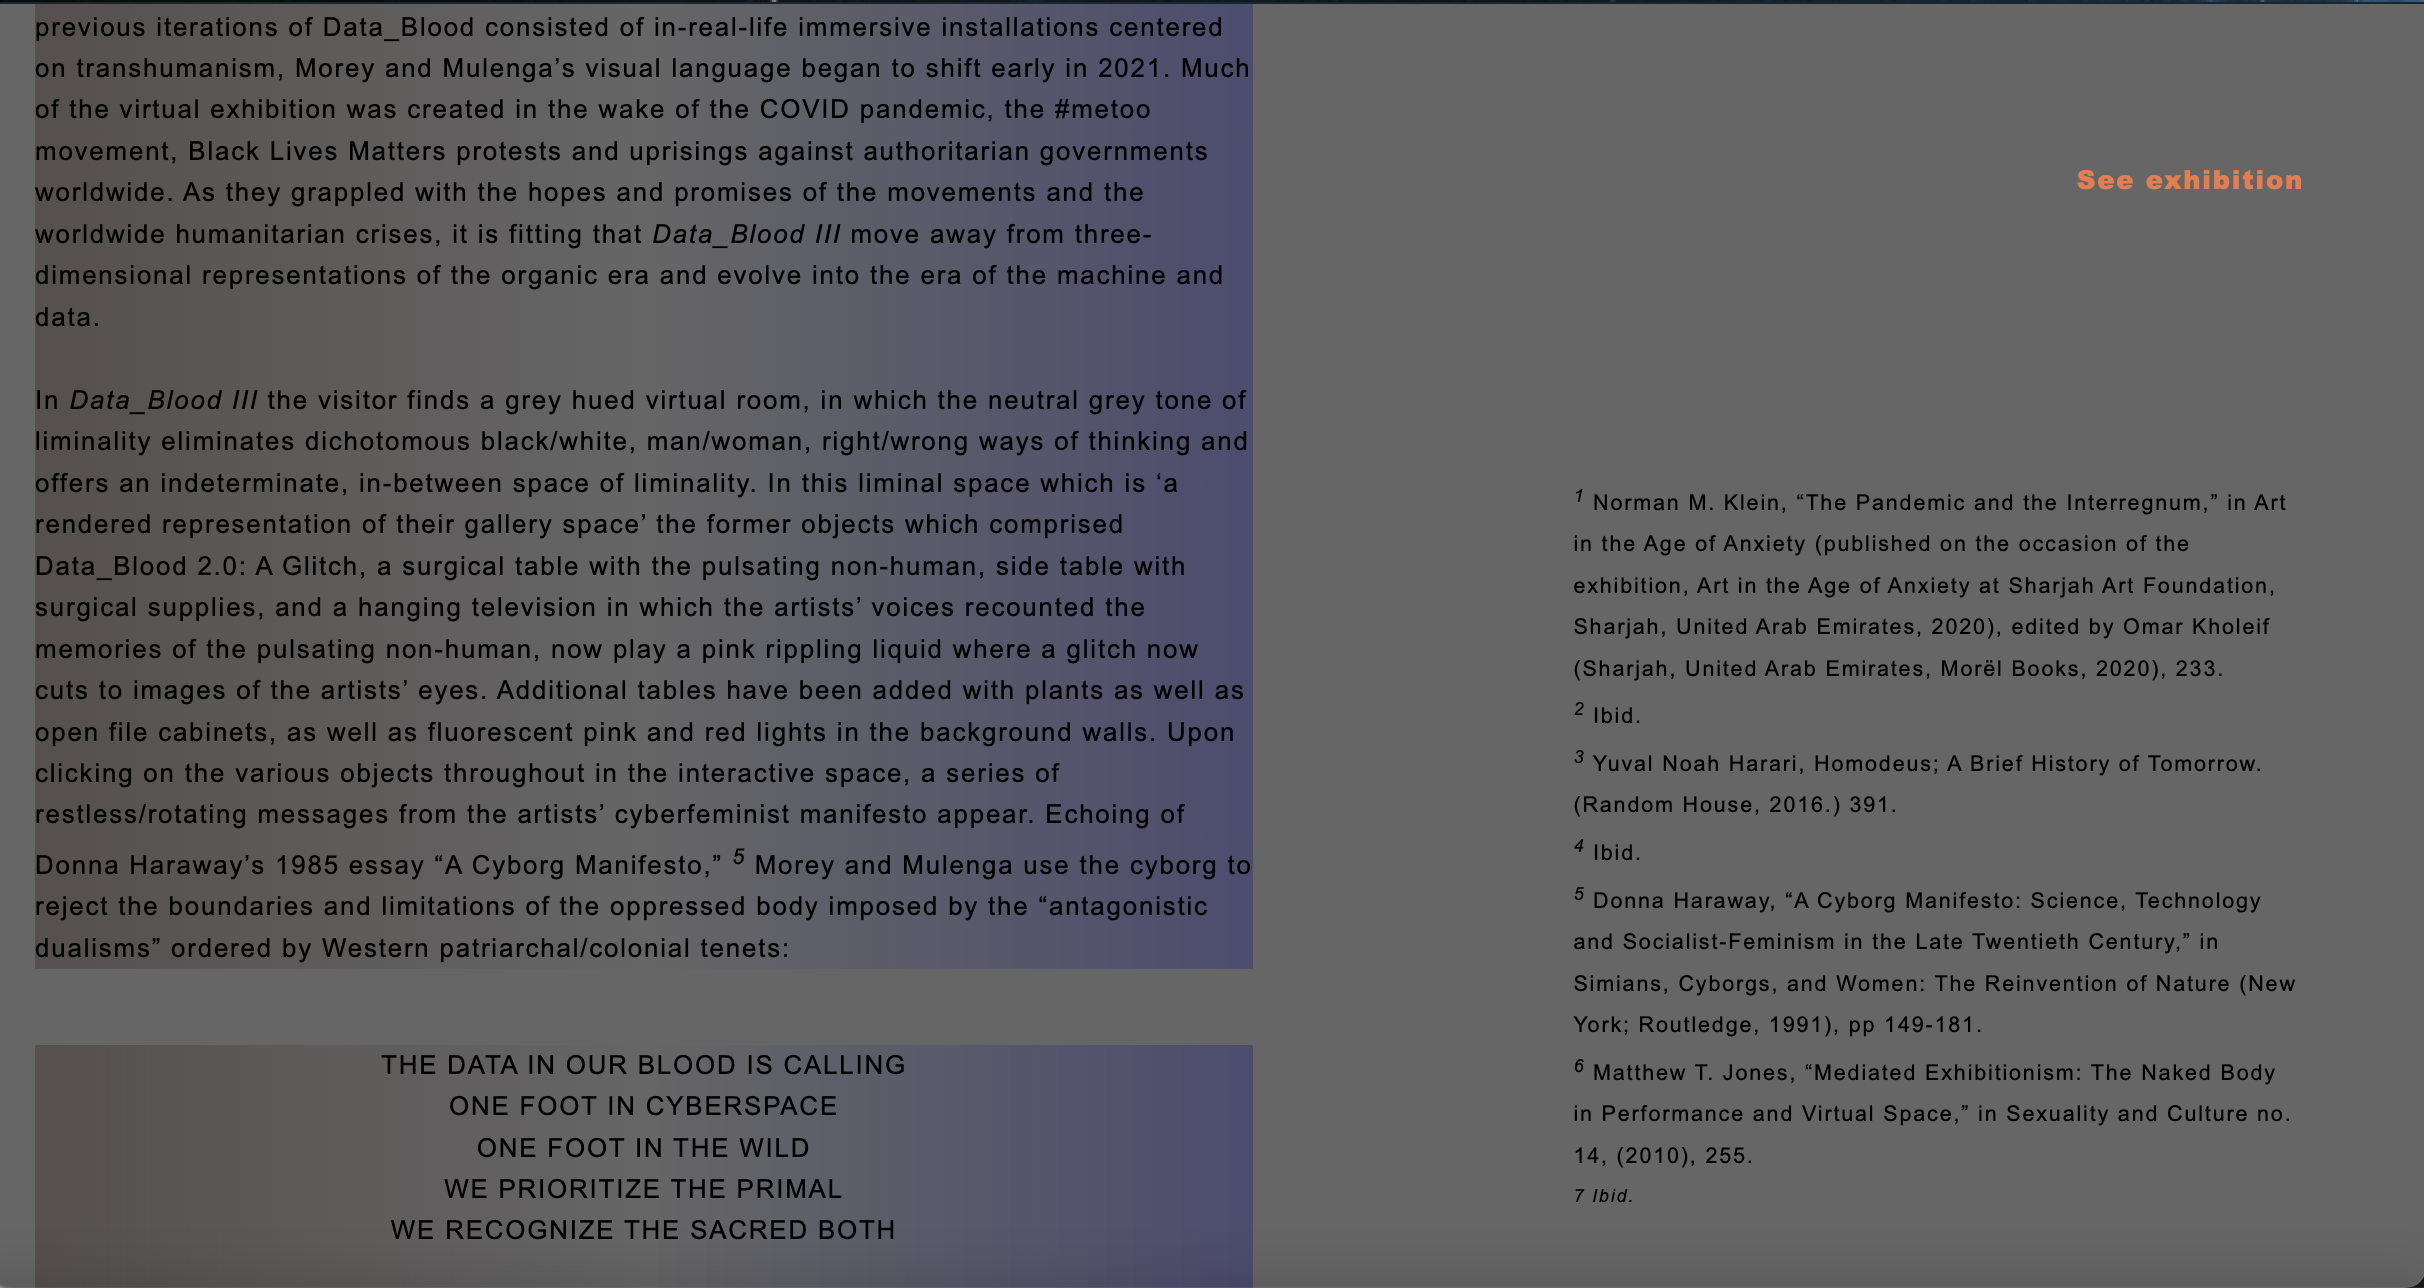 previous iterations of Data_Blood consisted of in-real-life immersive installations centered
on transhumanism, Morey and Mulenga’s visual language began to shift early in 2021. Much
of the virtual exhibition was created in the wake of the COVID pandemic, the #metoo
movement, Black Lives Matters protests and uprisings against authoritarian governments
worldwide. As they grappled with the hopes and promises of the movements and the
worldwide humanitarian crises, it is fitting that Data_Blood III move away from three-
dimensional representations of the organic era and evolve into the era of the machine and
data.
In Data_Blood III the visitor finds a grey hued virtual room, in which the neutral grey tone of
liminality eliminates dichotomous black/white, man/woman, right/wrong ways of thinking and
offers an indeterminate, in-between space of liminality. In this liminal space which is ‘a
rendered representation of their gallery space’ the former objects which comprised
Data_Blood 2.0: A Glitch, a surgical table with the pulsating non-human, side table with
surgical supplies, and a hanging television in which the artists’ voices recounted the
memories of the pulsating non-human, now play a pink rippling liquid where a glitch now
cuts to images of the artists’ eyes. Additional tables have been added with plants as well as
open file cabinets, as well as fluorescent pink and red lights in the background walls. Upon
clicking on the various objects throughout in the interactive space, a series of
restless/rotating messages from the artists’ cyberfeminist manifesto appear. Echoing of
Donna Haraway’s 1985 essay “A Cyborg Manifesto,” 5 Morey and Mulenga use the cyborg to
reject the boundaries and limitations of the oppressed body imposed by the “antagonistic
dualisms” ordered by Western patriarchal/colonial tenets:
THE DATA IN OUR BLOOD IS CALLING
ONE FOOT IN CYBERSPACE
ONE FOOT IN THE WILD
WE PRIORITIZE THE PRIMAL
WE RECOGNIZE THE SACRED BOTH
See exhibition
1 Norman M. Klein, “The Pandemic and the Interregnum,” in Art
in the Age of Anxiety (published on the occasion of the
exhibition, Art in the Age of Anxiety at Sharjah Art Foundation,
Sharjah, United Arab Emirates, 2020), edited by Omar Kholeif
(Sharjah, United Arab Emirates, Morël Books, 2020), 233.
2 Ibid.
3 Yuval Noah Harari, Homodeus; A Brief History of Tomorrow.
(Random House, 2016.) 391.
4 Ibid.
5 Donna Haraway, “A Cyborg Manifesto: Science, Technology
and Socialist-Feminism in the Late Twentieth Century,” in
Simians, Cyborgs, and Women: The Reinvention of Nature (New
York; Routledge, 1991), pp 149-181.
6 Matthew T. Jones, “Mediated Exhibitionism: The Naked Body
in Performance and Virtual Space,” in Sexuality and Culture no.
14, (2010), 255.
7 Ibid.